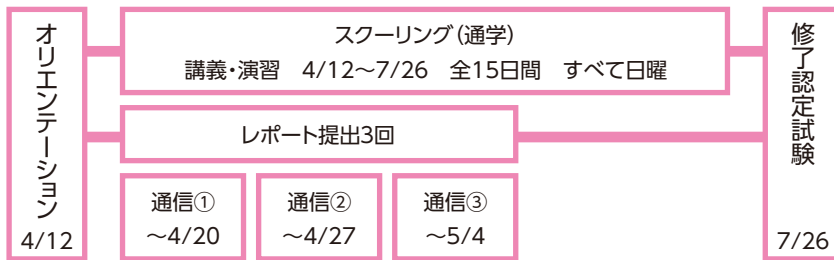 オリエンテーション
4/12
スクーリング（通学）
講義・演習　4/12～7/26　全15日間　すべて日曜
レポート提出3回
通信①
～4/20
通信②
～4/27
通信③
～5/4
修了認定試験
7/26